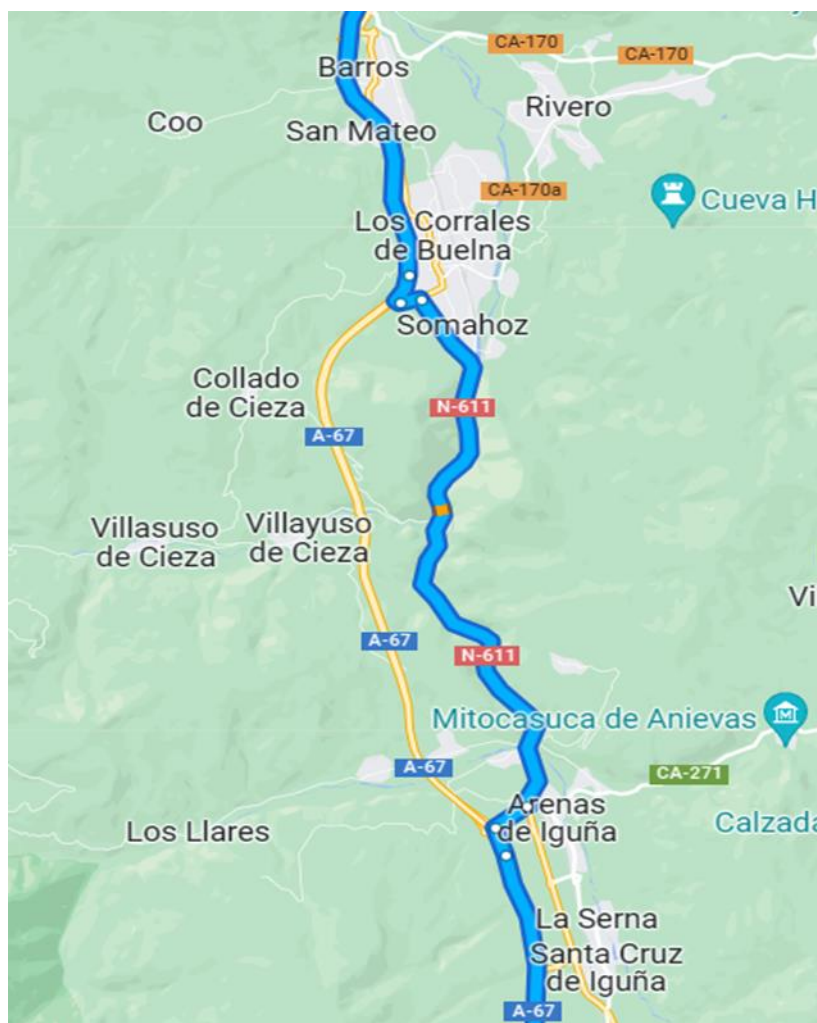 CA-170
CA-170
Barros
Rivero
Coo
San Mateo
CA-170a
Cueva H
Los Corrales
de Buelna
Somahoz
Collado
de Cieza
N-611
A-67
Villasuso
de Cieza
Villayuso
de Cieza
Vi
A-67
N-611
Mitocasuca de Anievas
A-67
CA-271
Arenas
de Iguña
Los Llares
Calzada
La Serna
Santa Cruz
de Iguña
A-67